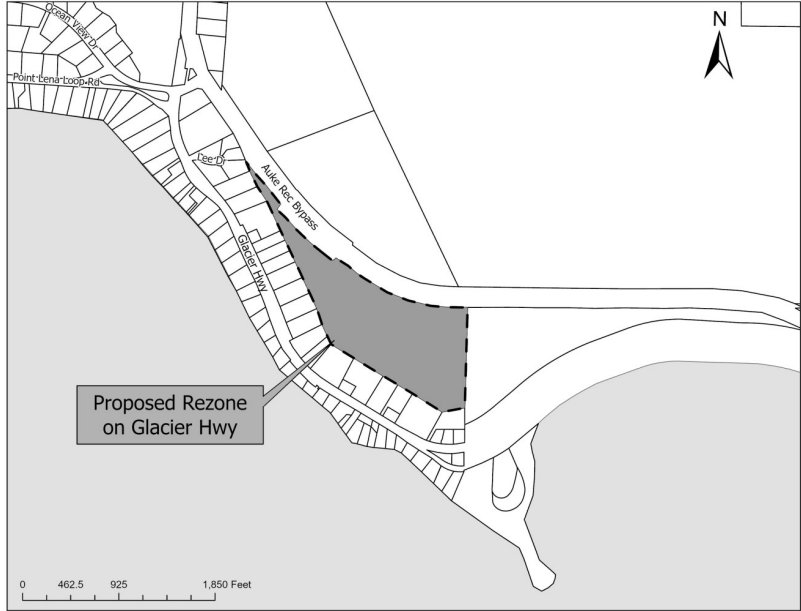 Ocean View Dr
N
Point Lena Loop Rd
Lee Dr
Auke Rec Bypass
Glacier Hwy
Proposed Rezone
on Glacier Hwy
0 462.5 925 1,850 Feet